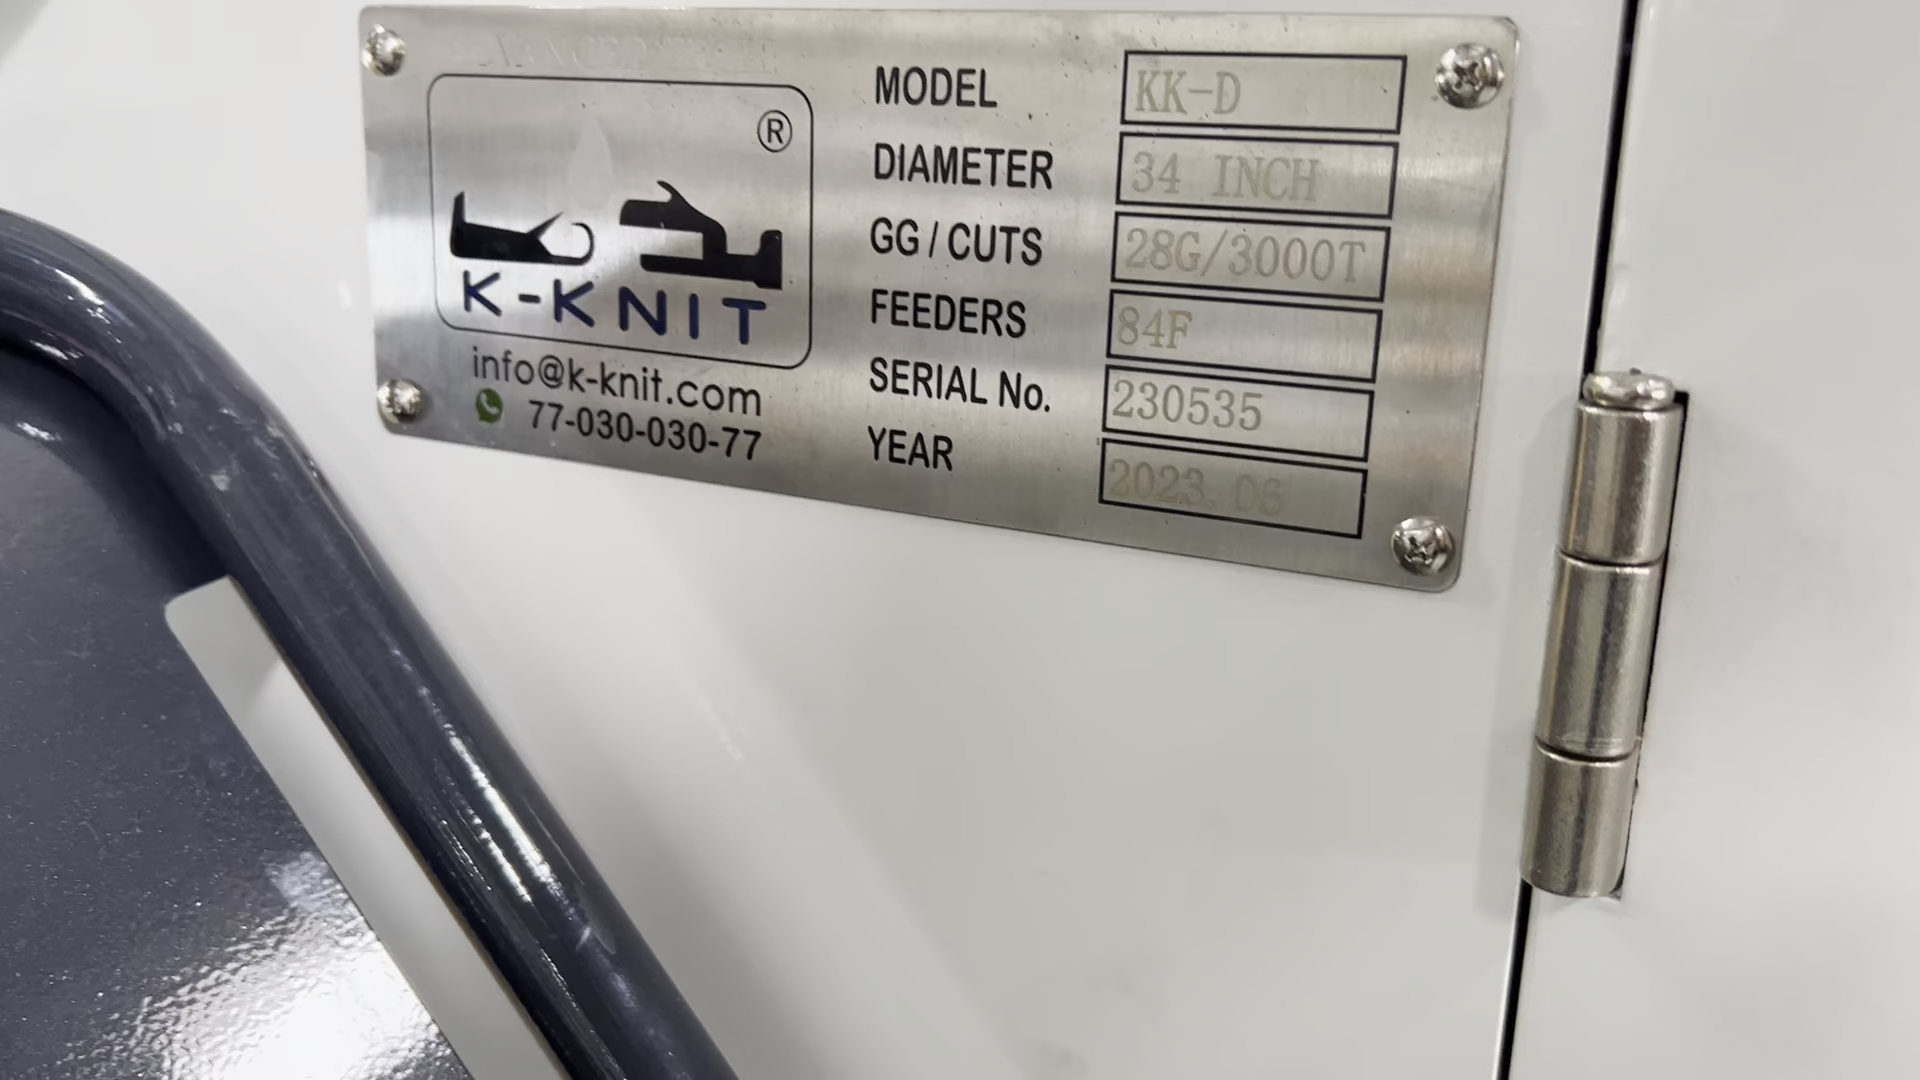 ®
K-KNIT
info@k-knit.com
77-030-030-77
MODEL KK-D
DIAMETER 34 INCH
GG / CUTS 28G/3000T
FEEDERS 84F
SERIAL No. 230535
YEAR 2023.06